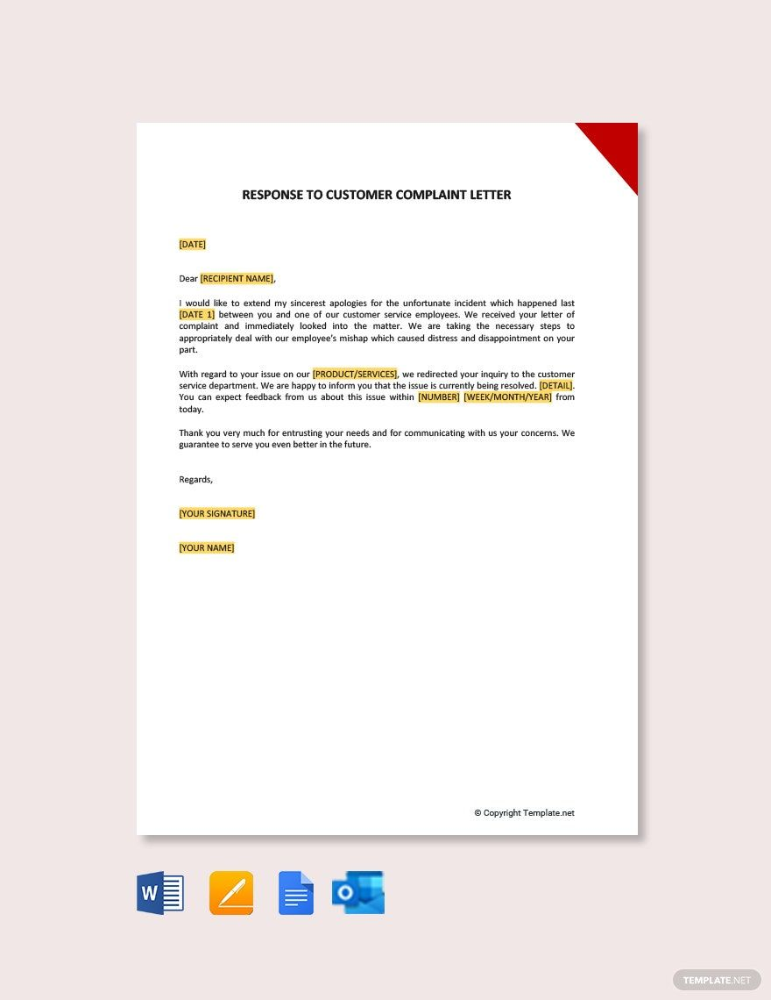 RESPONSE TO CUSTOMER COMPLAINT LETTER
[DATE]
Dear [RECIPIENT NAME],
I would like to extend my sincerest apologies for the unfortunate incident which happened last
[DATE 1] between you and one of our customer service employees. We received your letter of
complaint and immediately looked into the matter. We are taking the necessary steps to
appropriately deal with our employee's mishap which caused distress and disappointment on your
part.
With regard to your issue on our [PRODUCT/SERVICES], we redirected your inquiry to the customer
service department. We are happy to inform you that the issue is currently being resolved. [DETAIL].
You can expect feedback from us about this issue within [NUMBER] [WEEK/MONTH/YEAR] from
today.
Thank you very much for entrusting your needs and for communicating with us your concerns. We
guarantee to serve you even better in the future.
Regards,
[YOUR SIGNATURE]
[YOUR NAME]
© Copyright Template.net
W
O
TEMPLATE.NET